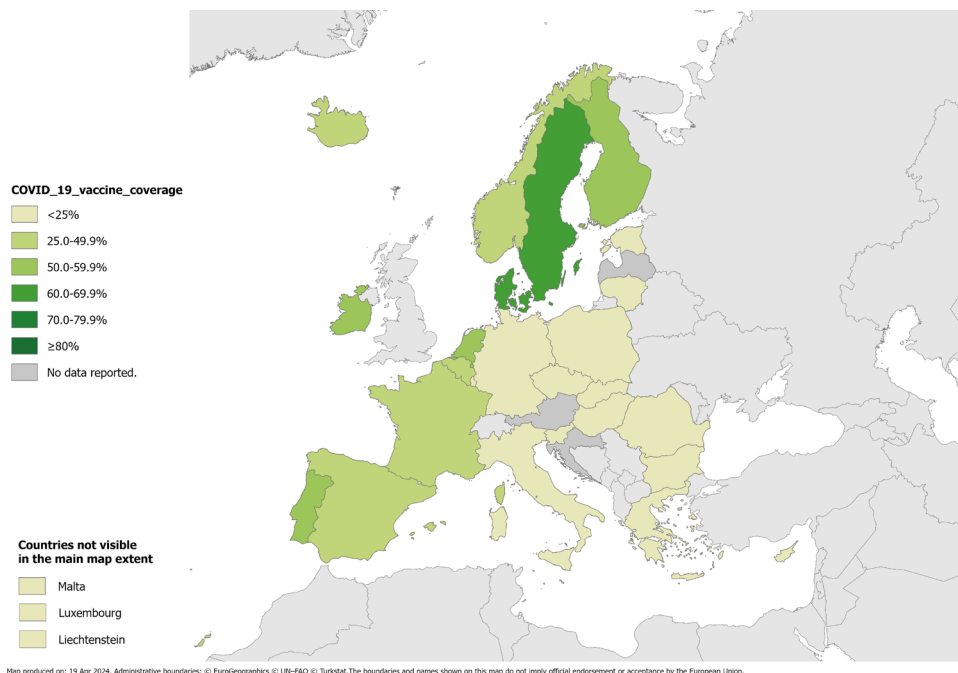 COVID_19_vaccine_coverage
<25%
25.0-49.9%
50.0-59.9%
60.0-69.9%
70.0-79.9%
≥80%
No data reported.
Countries not visible
in the main map extent
Malta
Luxembourg
Liechtenstein
Map produced on: 19 Apr 2024. Administrative boundaries: © EuroGeographics © UN-FAO © Turkstat.The boundaries and names shown on this map do not imply official endorsement or acceptance by the European Union.